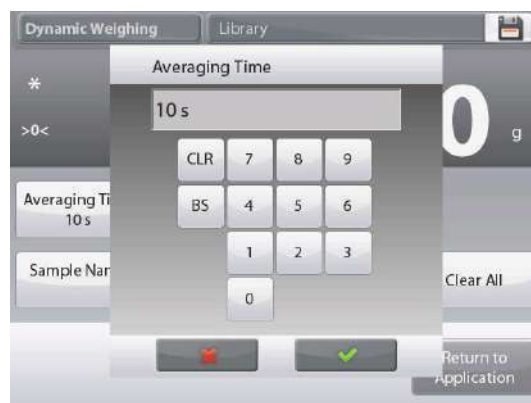 Dynamic Weighing
Library
Averaging Time
*
10 s
0
>0<
g
CLR 7 8 9
Averaging Ti
10 s
BS 4 5 6
1 2 3
Sample Nar
Clear All
0
Return to
Application